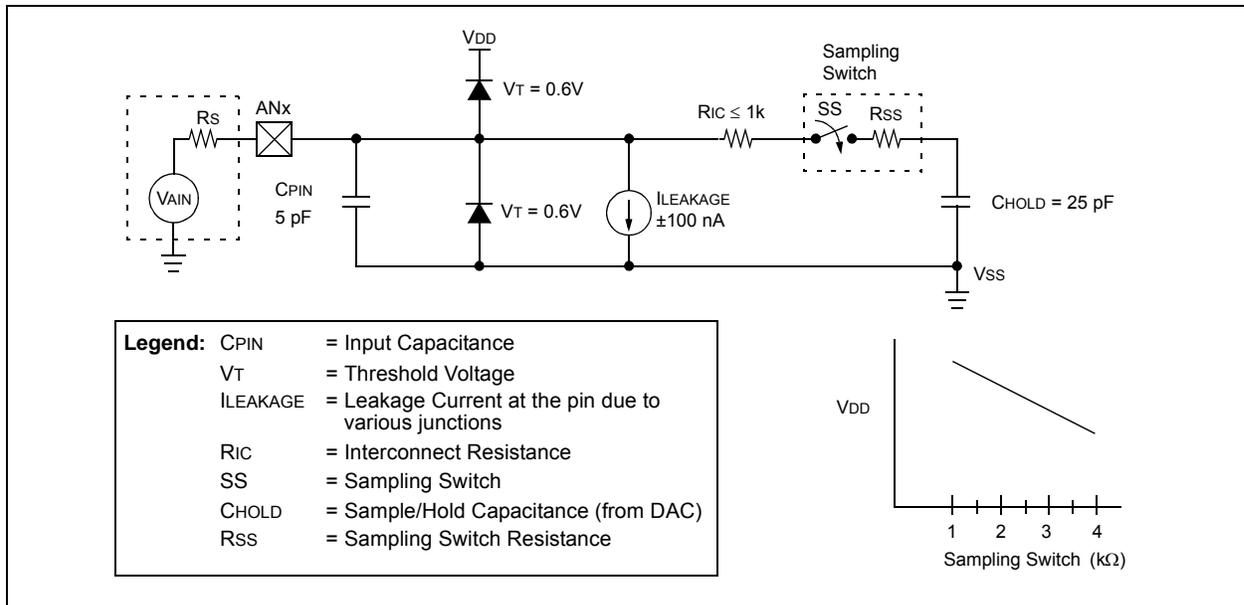 VDD
Sampling
Switch
VT = 0.6V
RS
ANx
RIC ≤ 1k
SS
RSS
VAIN
CPIN
5 pF
VT = 0.6V
ILEAKAGE
±100 nA
CHOLD = 25 pF
VSS
Legend: CPIN = Input Capacitance
VT = Threshold Voltage
ILEAKAGE = Leakage Current at the pin due to
various junctions
RIC = Interconnect Resistance
SS = Sampling Switch
CHOLD = Sample/Hold Capacitance (from DAC)
RSS = Sampling Switch Resistance
VDD
1 2 3 4
Sampling Switch (kΩ)